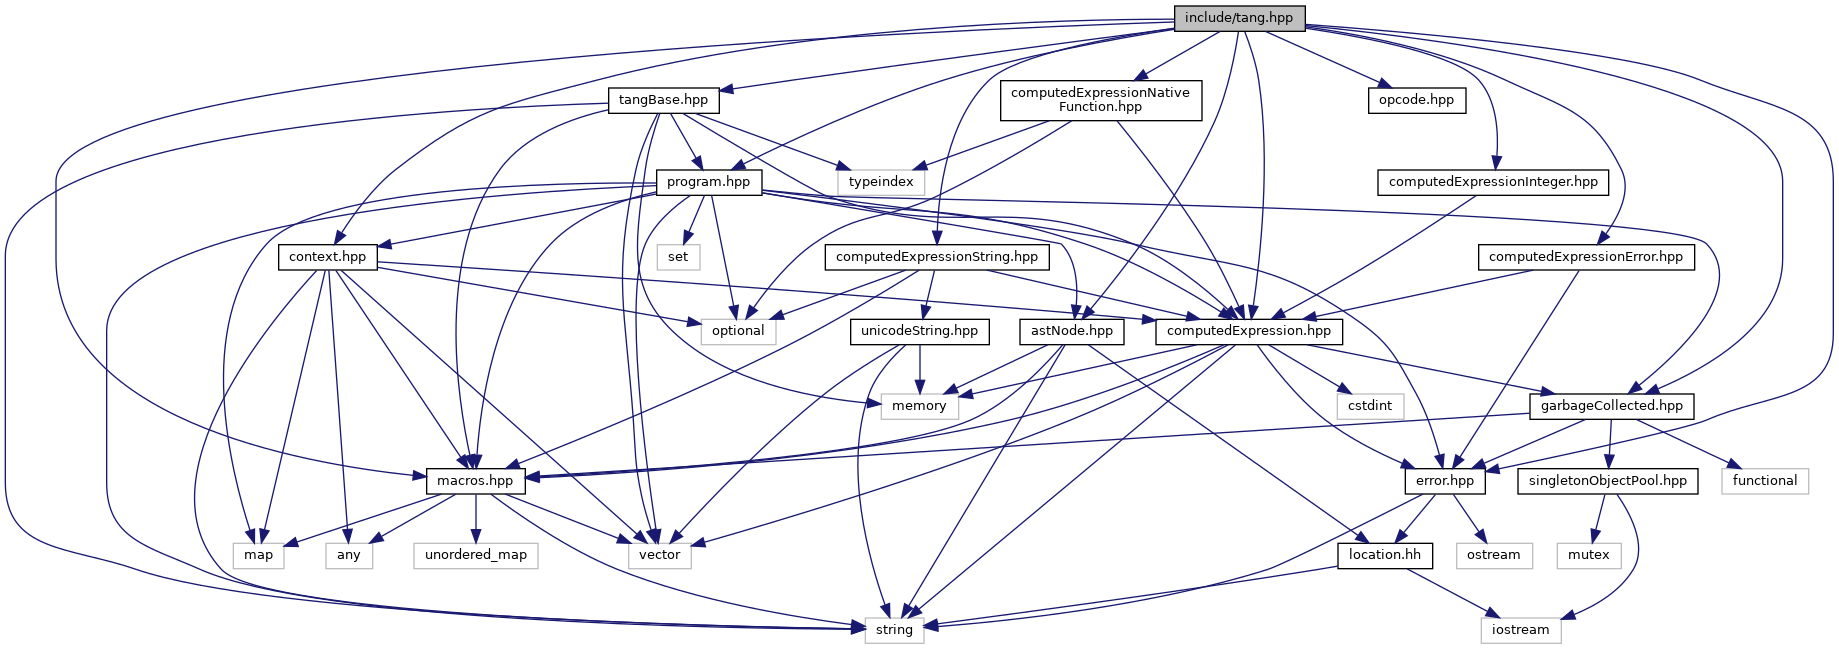 include/tang.hpp
tangBase.hpp
computedExpressionNative
Function.hpp
opcode.hpp
program.hpp
typeindex
computedExpressionInteger.hpp
context.hpp
set
computedExpressionString.hpp
computedExpressionError.hpp
optional
unicodeString.hpp
astNode.hpp
computedExpression.hpp
memory
cstdint
garbageCollected.hpp
macros.hpp
error.hpp
singletonObjectPool.hpp
functional
map
any
unordered_map
vector
location.hh
ostream
mutex
string
iostream